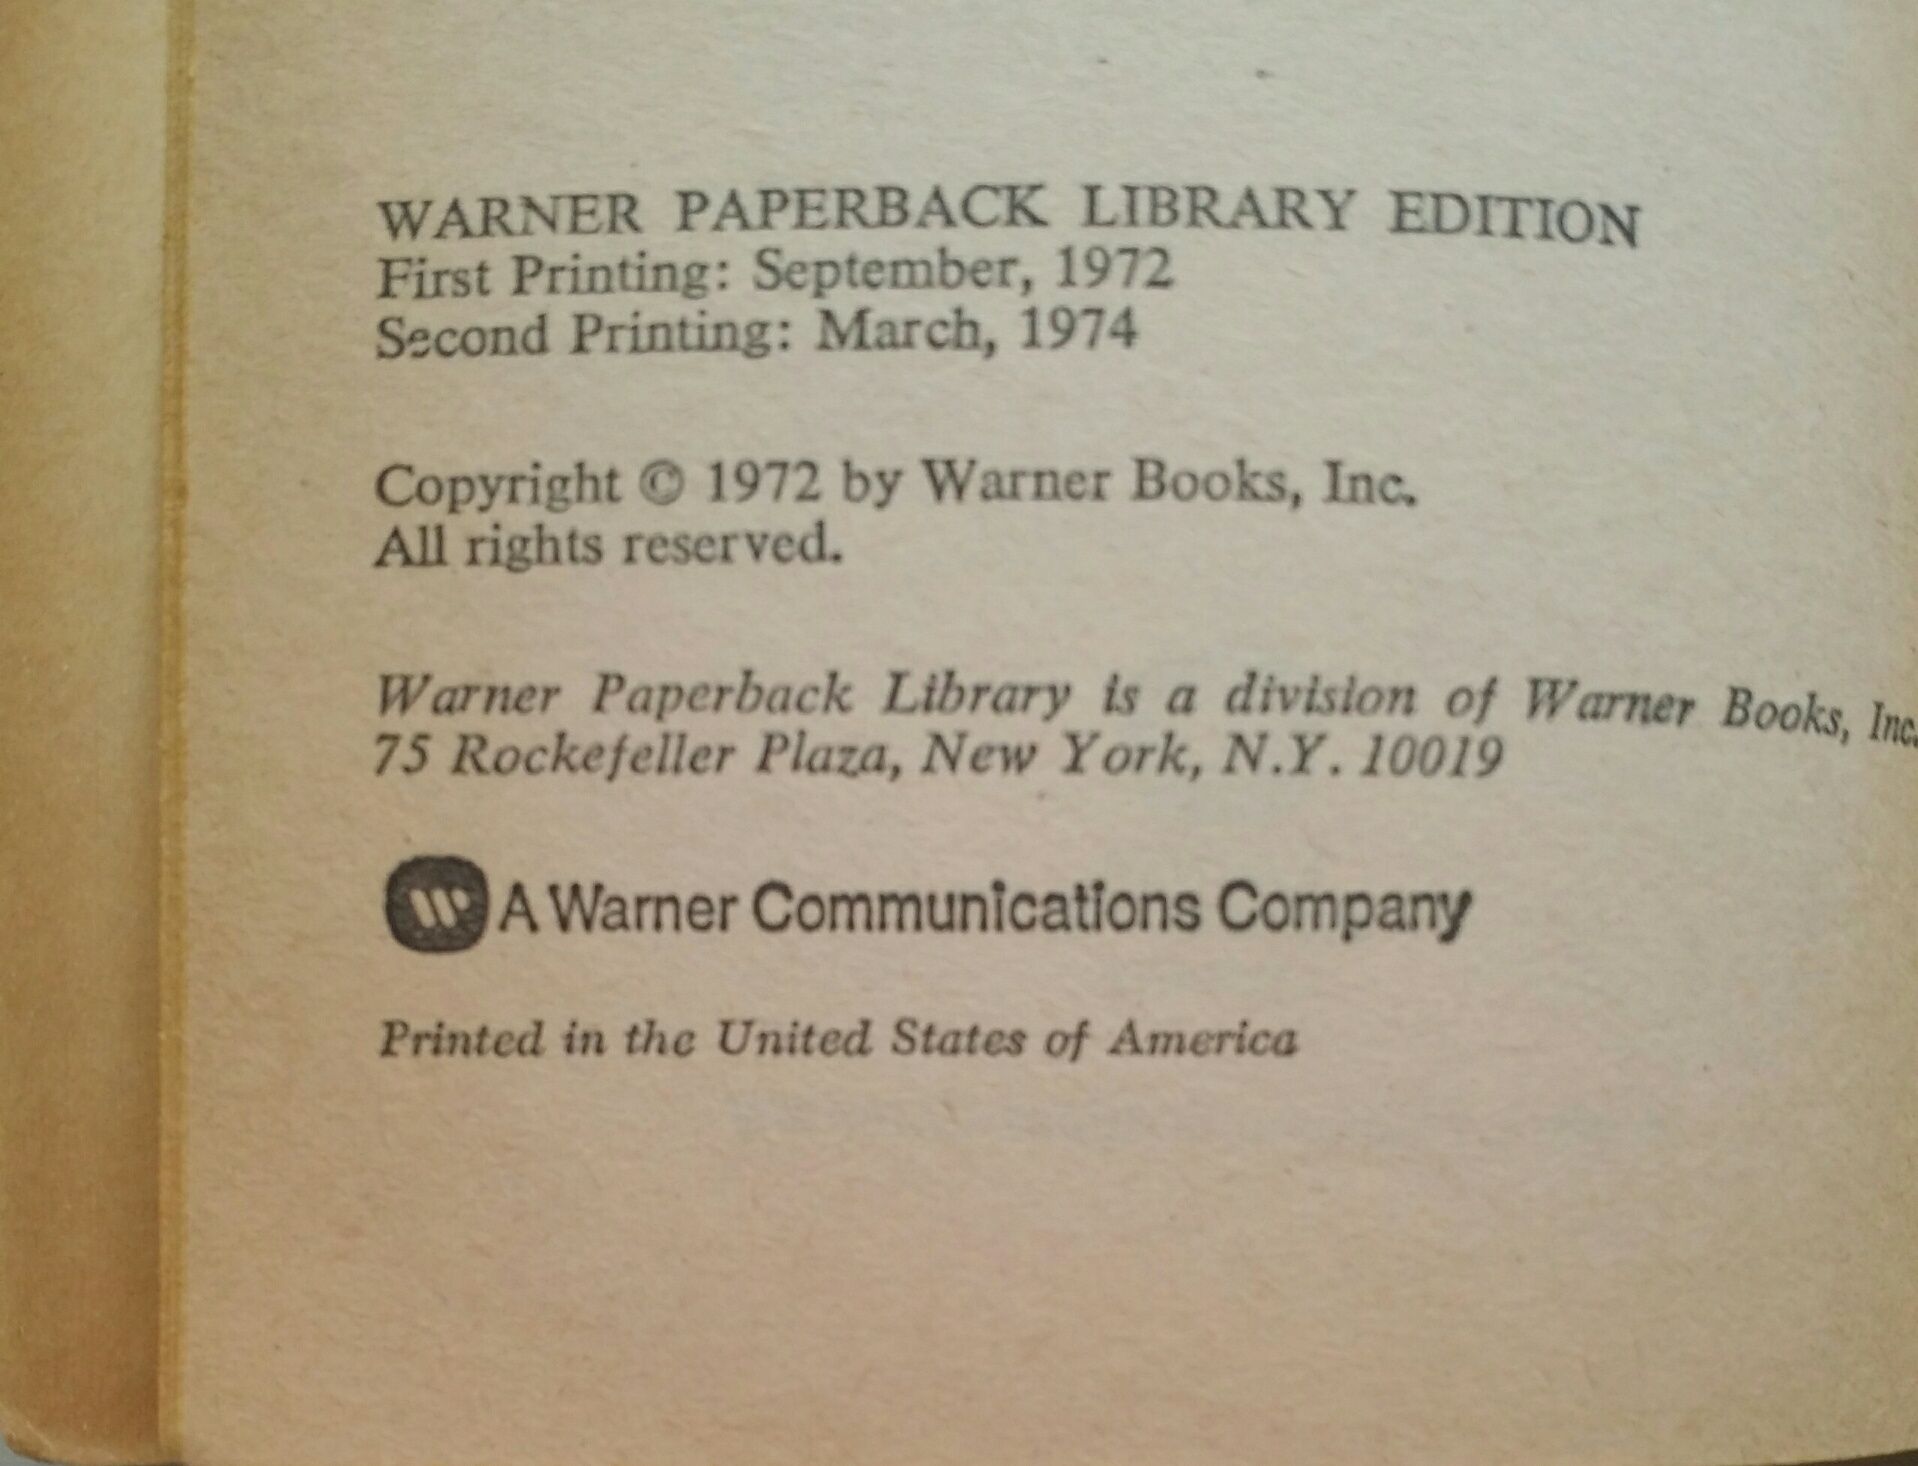 WARNER PAPERBACK LIBRARY EDITION
First Printing: September, 1972
Second Printing: March, 1974
Copyright © 1972 by Warner Books, Inc.
All rights reserved.
Warner Paperback Library is a division of Warner Books, Inc.
75 Rockefeller Plaza, New York, N.Y. 10019
W A Warner Communications Company
Printed in the United States of America